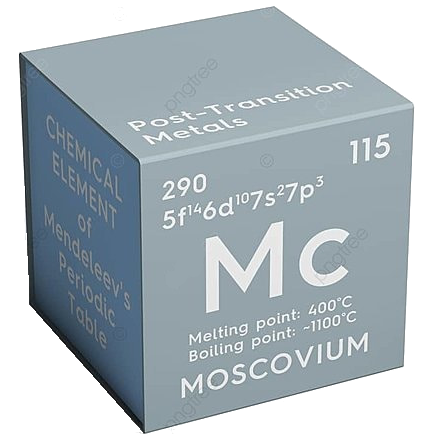 Post-Transition
Metals
CHEMICAL
ELEMENT
of
Mendeleev's
Periodic
Table
115
290
5f¹⁴6d¹⁰7s²7p³
Mc
Melting point: 400°C
Boiling point: ~1100°C
MOSCOVIUM
pngtree